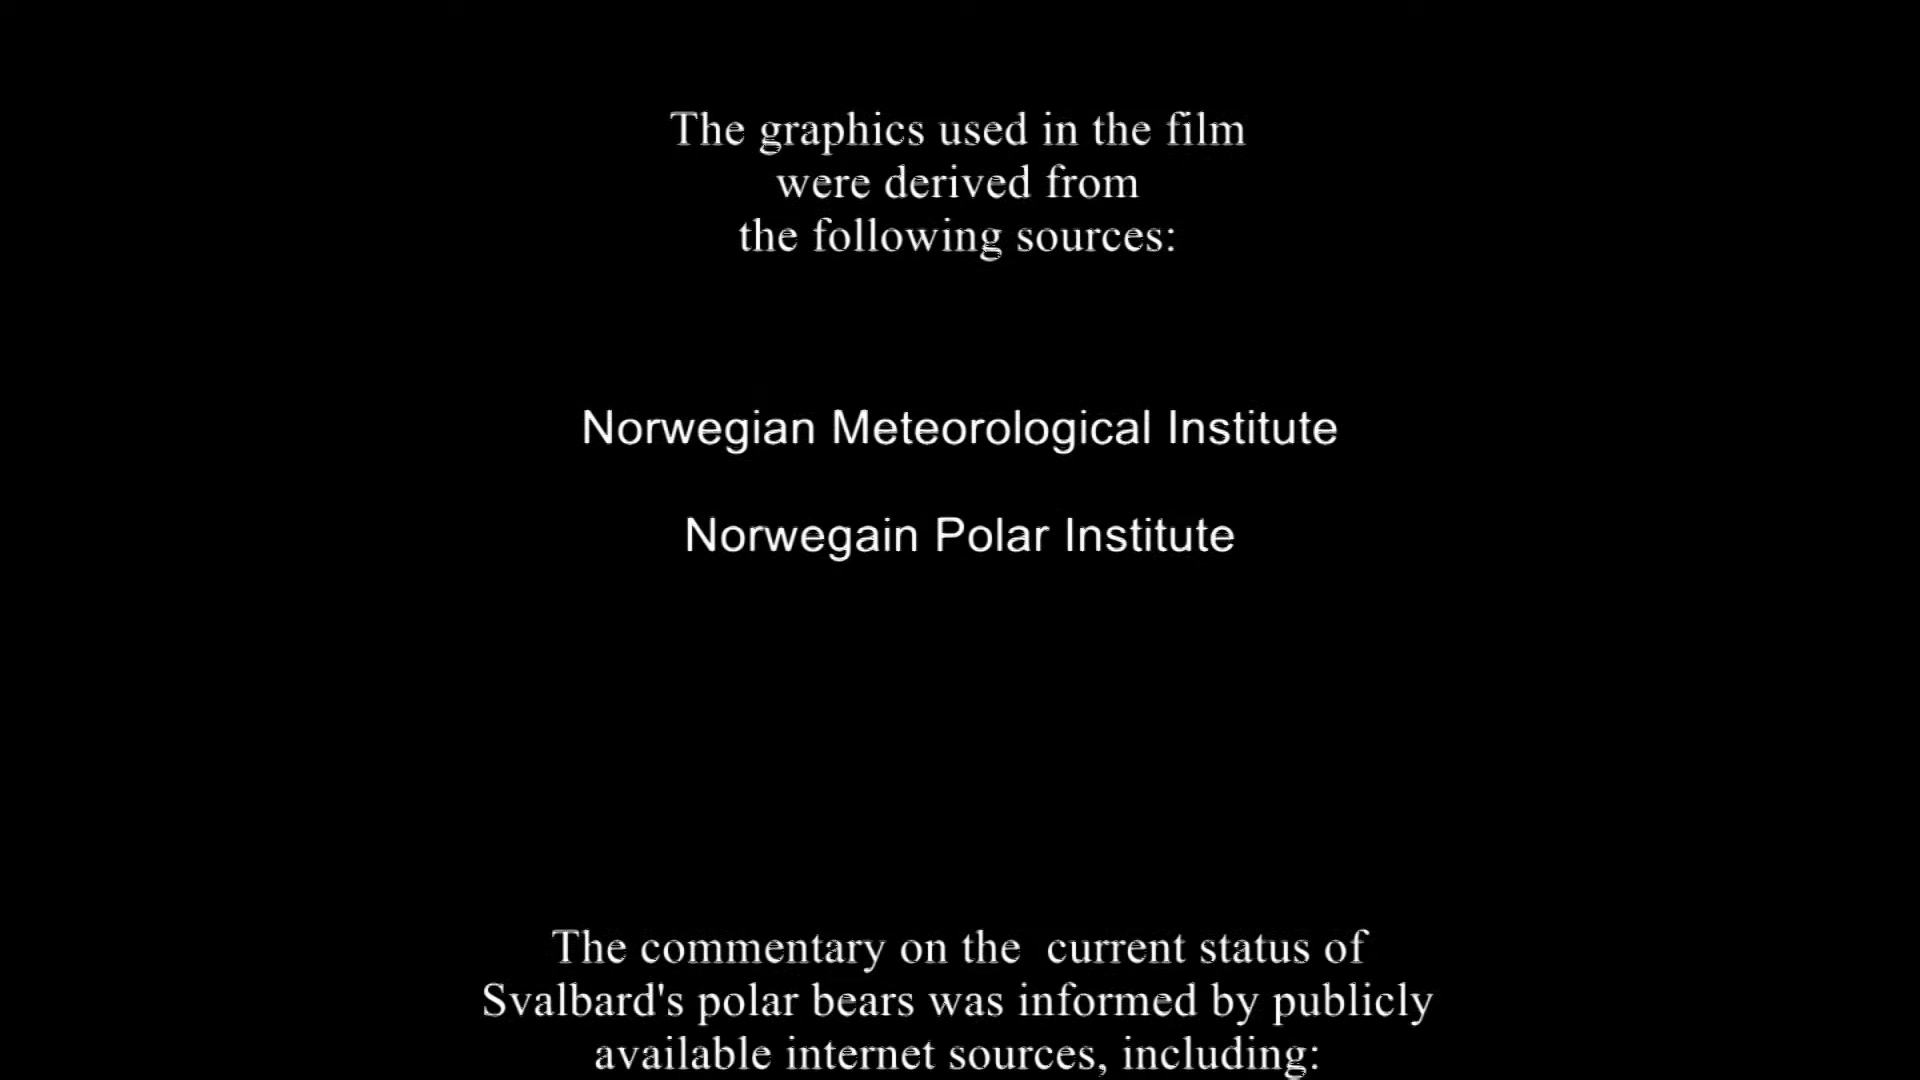 The graphics used in the film
were derived from
the following sources:
Norwegian Meteorological Institute
Norwegain Polar Institute
The commentary on the  current status of
Svalbard's polar bears was informed by publicly
available internet sources, including: